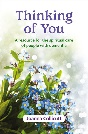 Thinking of You
A resource for the spiritual care
of people with dementia
Joanna Collicutt